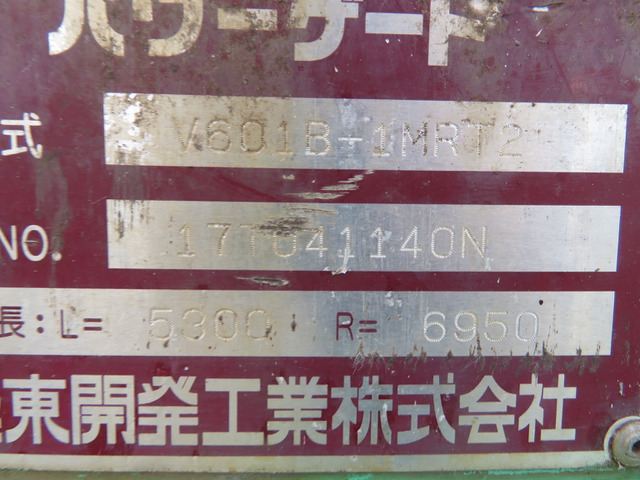 パワーゲート
式 V601B-1MRT2
NO. 17T041140N
長:L= 5300 R= 6950
東開発工業株式会社